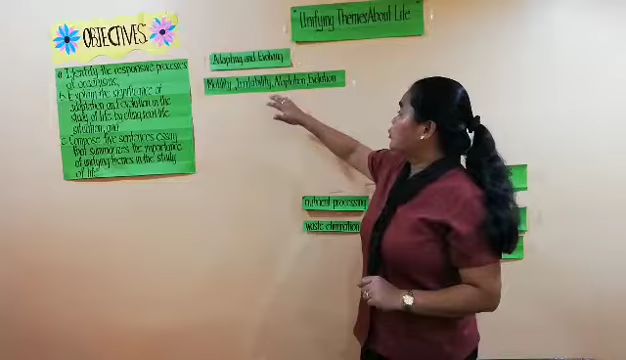 "OBJECTIVES"
"Unifying Themes About Life"
Adapting and Evolving
Motility, Irritability, Adaptation, Evolution
a. Identify the responsive processes
of organisms;
b. Explain the significance of
adaptation and evolution in the
study of life by citing real life
situation; and
c. Compose five sentences essay
that summarizes the importance
of unifying themes in the study
of life.
nutrient processing
waste elimination